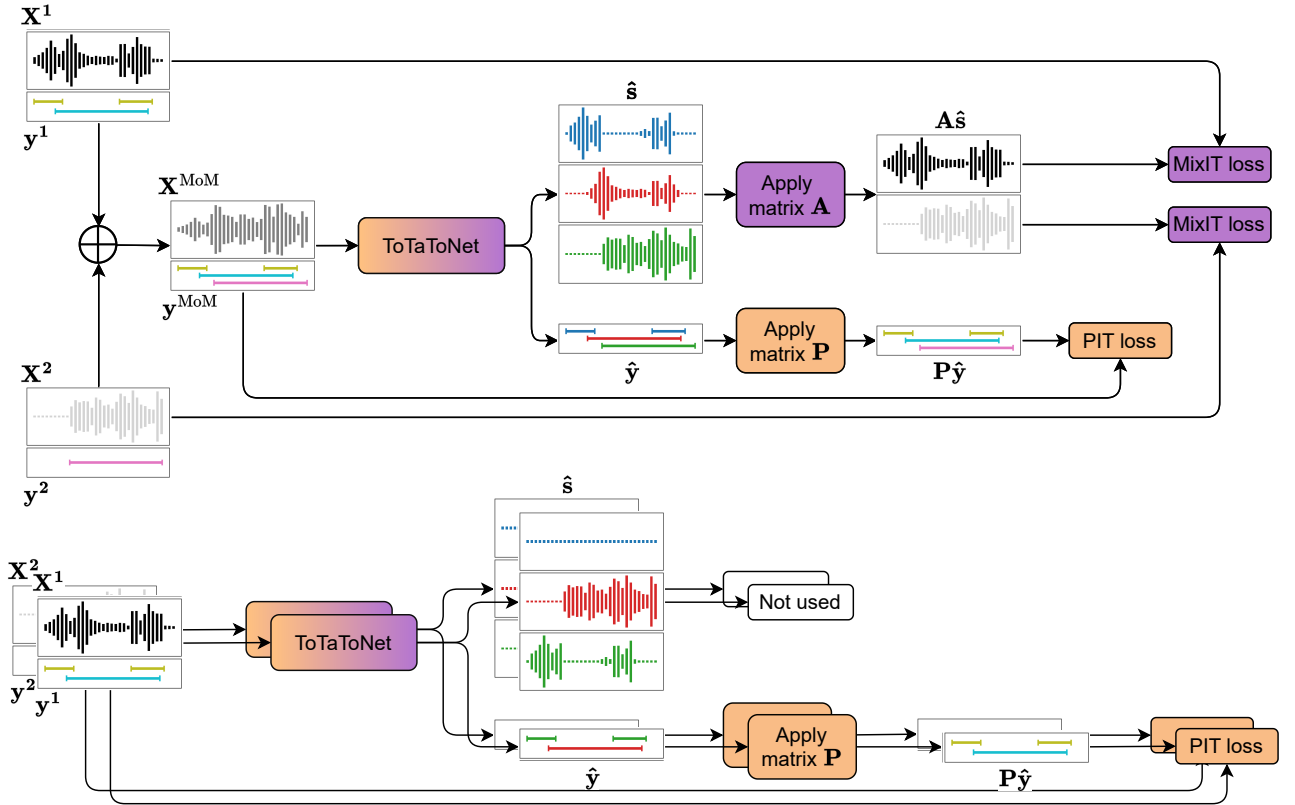 X¹
y¹
X^MoM
y^MoM
X²
y²
ToTaToNet
ŝ
Apply
matrix A
Aŝ
MixIT loss
MixIT loss
ŷ
Apply
matrix P
Pŷ
PIT loss
X²
X¹
y²
y¹
ToTaToNet
ŝ
Not used
ŷ
Apply
matrix P
Pŷ
PIT loss